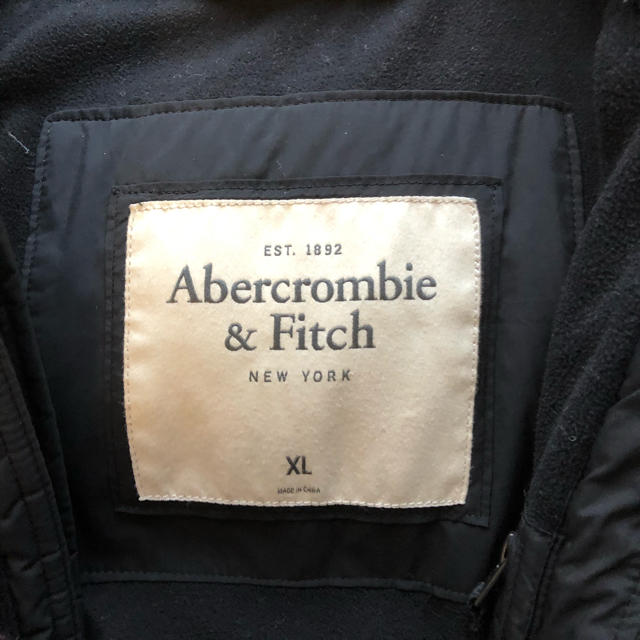 EST. 1892
Abercrombie
& Fitch
NEW YORK
XL
MADE IN CHINA